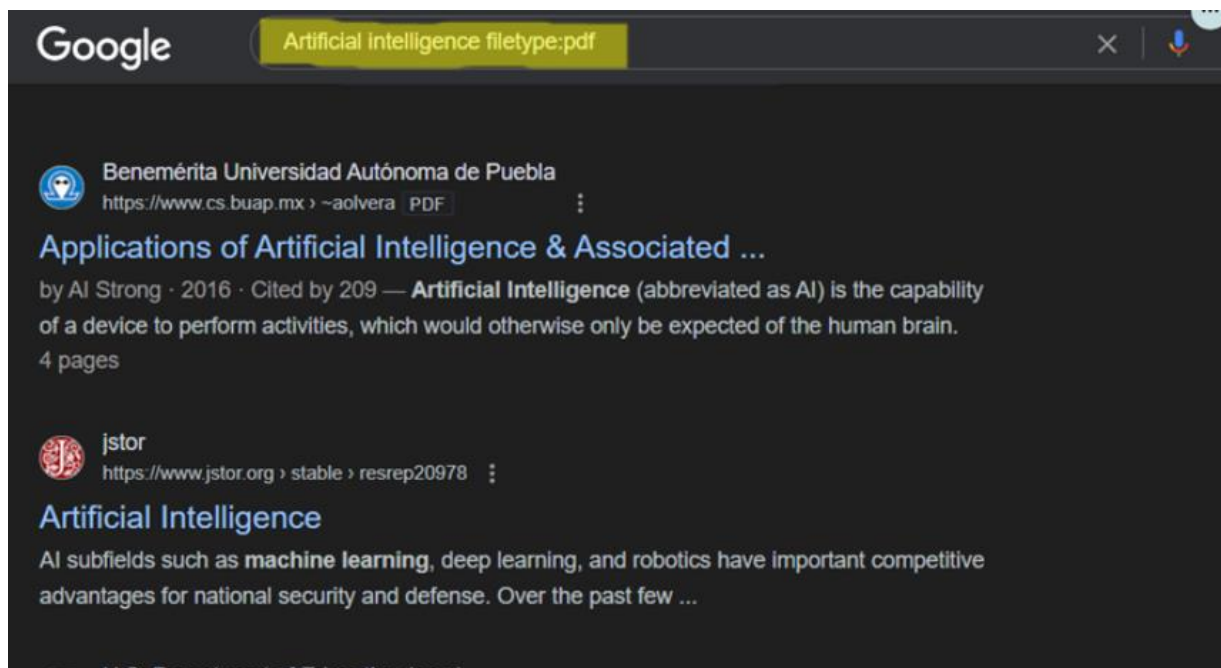 Google
Artificial intelligence filetype:pdf
Benemérita Universidad Autónoma de Puebla
https://www.cs.buap.mx › ~aolvera PDF
Applications of Artificial Intelligence & Associated ...
by AI Strong · 2016 · Cited by 209 — Artificial Intelligence (abbreviated as AI) is the capability
of a device to perform activities, which would otherwise only be expected of the human brain.
4 pages
jstor
https://www.jstor.org › stable › resrep20978
Artificial Intelligence
AI subfields such as machine learning, deep learning, and robotics have important competitive
advantages for national security and defense. Over the past few ...